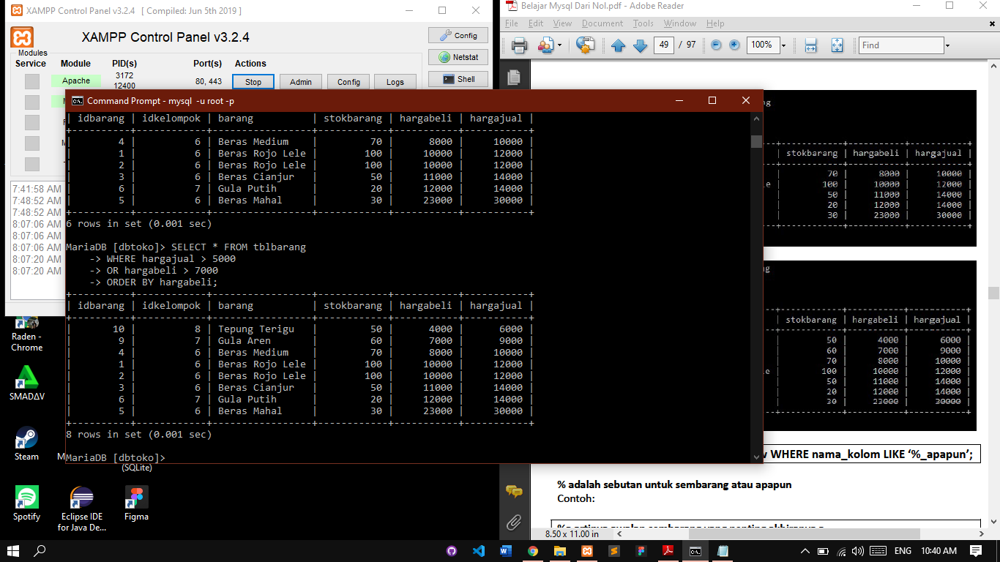 XAMPP Control Panel v3.2.4 [ Compiled: Jun 5th 2019 ]
XAMPP Control Panel v3.2.4
Config
Netstat
Shell
Modules
Service Module PID(s) Port(s) Actions
Apache 3172 12400 80, 443 Stop Admin Config Logs
7:41:58 AM
7:48:52 AM
7:48:52 AM
8:07:06 AM
8:07:06 AM
8:07:06 AM
8:07:20 AM
8:07:20 AM
Command Prompt - mysql -u root -p
| idbarang | idkelompok | barang | stokbarang | hargabeli | hargajual |
+----------+------------+------------------+------------+-----------+-----------+
| 4 | 6 | Beras Medium | 70 | 8000 | 10000 |
| 1 | 6 | Beras Rojo Lele | 100 | 10000 | 12000 |
| 2 | 6 | Beras Rojo Lele | 100 | 10000 | 12000 |
| 3 | 6 | Beras Cianjur | 50 | 11000 | 14000 |
| 6 | 7 | Gula Putih | 20 | 12000 | 14000 |
| 5 | 6 | Beras Mahal | 30 | 23000 | 30000 |
+----------+------------+------------------+------------+-----------+-----------+
6 rows in set (0.001 sec)
MariaDB [dbtoko]> SELECT * FROM tblbarang
-> WHERE hargajual > 5000
-> OR hargabeli > 7000
-> ORDER BY hargabeli;
+----------+------------+------------------+------------+-----------+-----------+
| idbarang | idkelompok | barang | stokbarang | hargabeli | hargajual |
+----------+------------+------------------+------------+-----------+-----------+
| 10 | 8 | Tepung Terigu | 50 | 4000 | 6000 |
| 9 | 7 | Gula Aren | 60 | 7000 | 9000 |
| 4 | 6 | Beras Medium | 70 | 8000 | 10000 |
| 1 | 6 | Beras Rojo Lele | 100 | 10000 | 12000 |
| 2 | 6 | Beras Rojo Lele | 100 | 10000 | 12000 |
| 3 | 6 | Beras Cianjur | 50 | 11000 | 14000 |
| 6 | 7 | Gula Putih | 20 | 12000 | 14000 |
| 5 | 6 | Beras Mahal | 30 | 23000 | 30000 |
+----------+------------+------------------+------------+-----------+-----------+
8 rows in set (0.001 sec)
MariaDB [dbtoko]>
Belajar Mysql Dari Nol.pdf - Adobe Reader
File Edit View Document Tools Window Help
49 / 97 100% Find
| stokbarang | hargabeli | hargajual |
| 70 | 8000 | 10000 |
| 100 | 10000 | 12000 |
| 50 | 11000 | 14000 |
| 20 | 12000 | 14000 |
| 30 | 23000 | 30000 |
| stokbarang | hargabeli | hargajual |
| 50 | 4000 | 6000 |
| 60 | 7000 | 9000 |
| 70 | 8000 | 10000 |
| 100 | 10000 | 12000 |
| 50 | 11000 | 14000 |
| 20 | 12000 | 14000 |
| 30 | 23000 | 30000 |
WHERE nama_kolom LIKE ‘%_apapun’;
% adalah sebutan untuk sembarang atau apapun
Contoh:
8.50 x 11.00 in
Raden - Chrome
SMADΔV
Steam
(SQLite)
Spotify
Eclipse IDE
for Java De...
Figma
ENG 10:40 AM